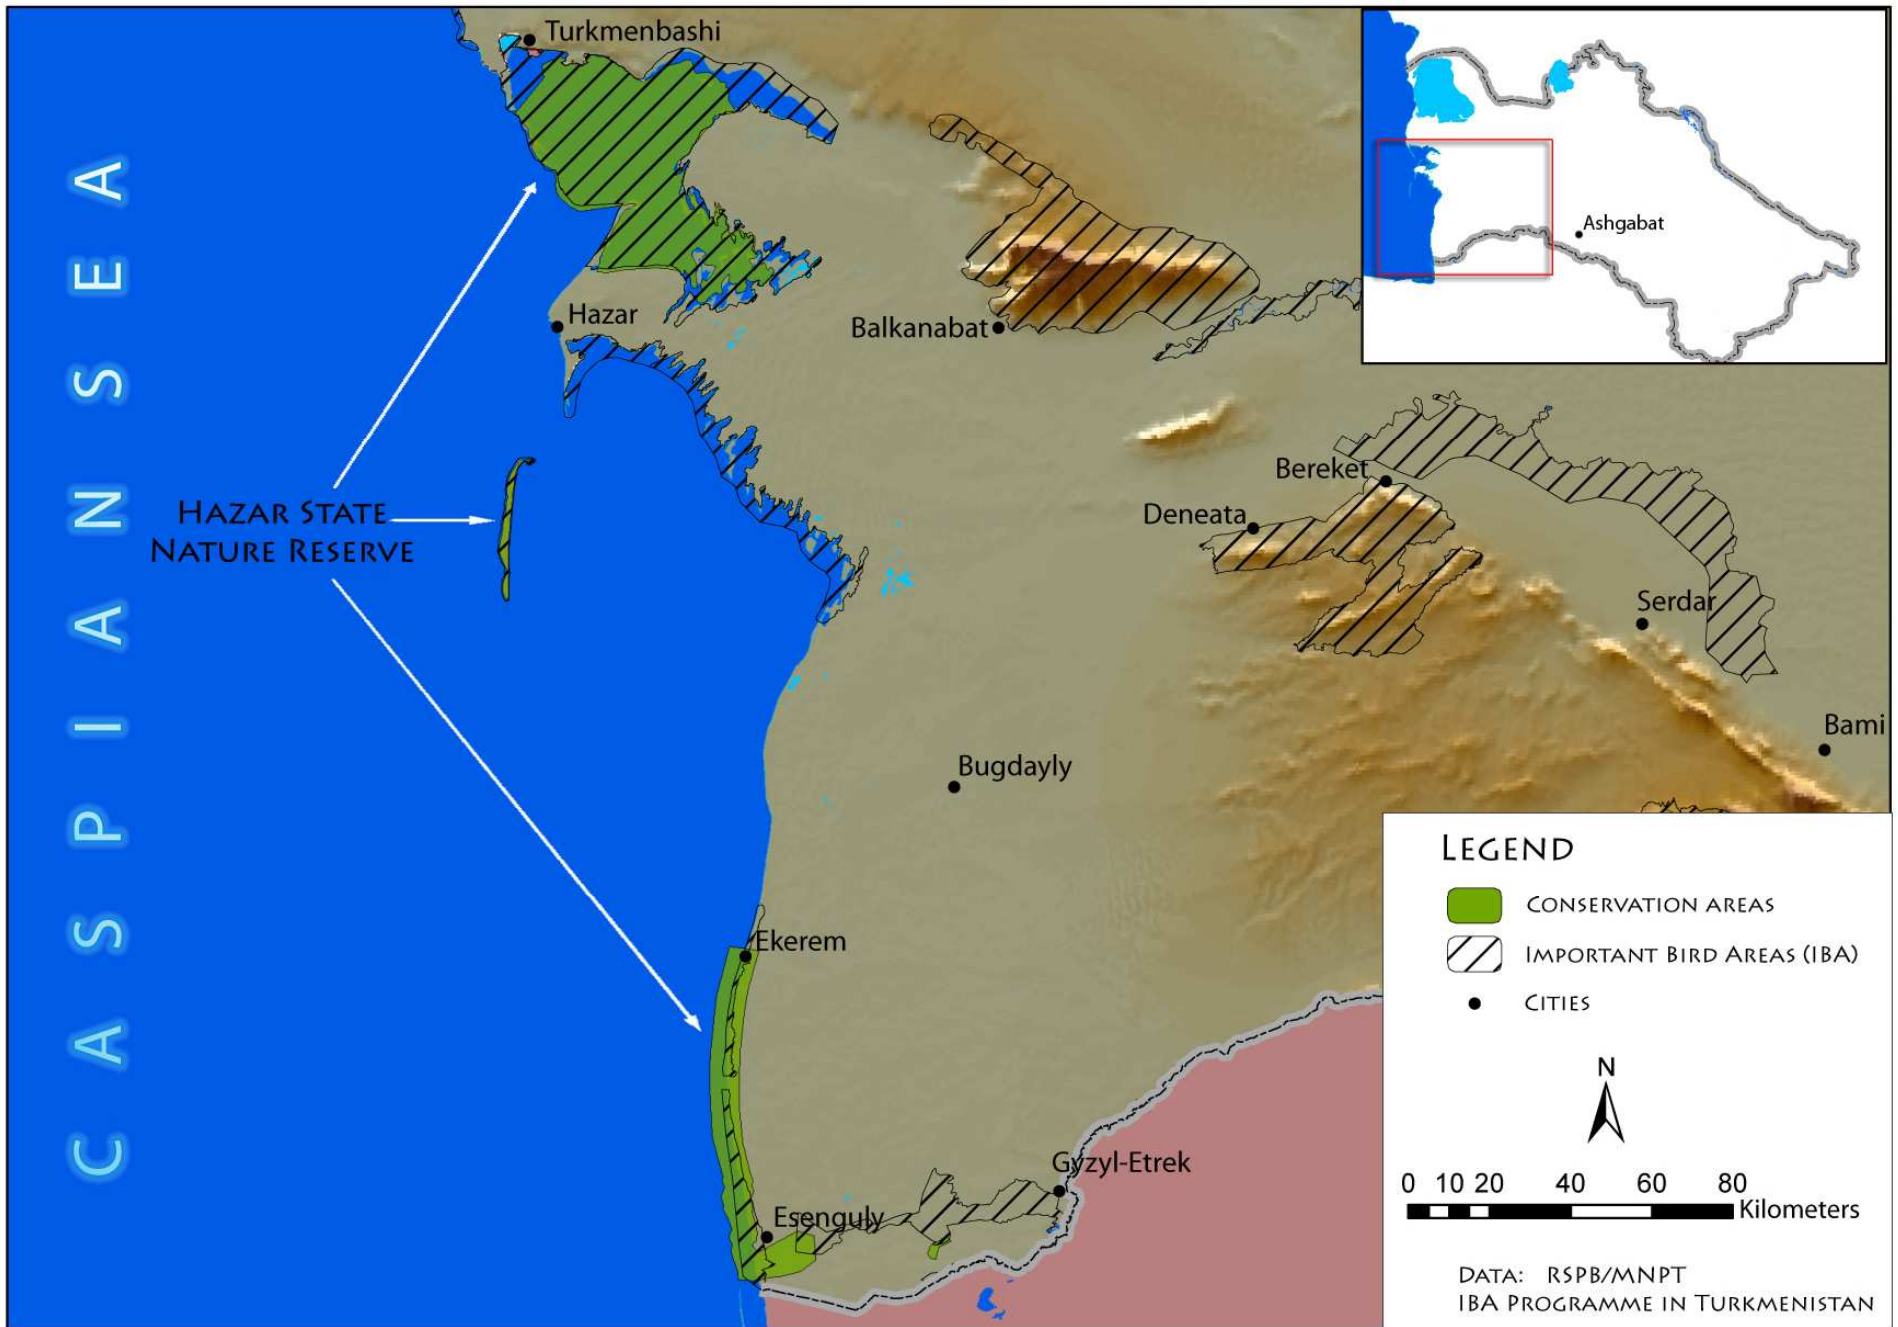 CASPIAN SEA
Turkmenbashi
Ashgabat
Hazar
Balkanabat
HAZAR STATE
NATURE RESERVE
Bereket
Deneata
Serdar
Bami
Bugdayly
Ekerem
Gyzyl-Etrek
Esenguly
LEGEND
CONSERVATION AREAS
IMPORTANT BIRD AREAS (IBA)
CITIES
N
0 10 20 40 60 80
Kilometers
DATA: RSPB/MNPT
IBA PROGRAMME IN TURKMENISTAN